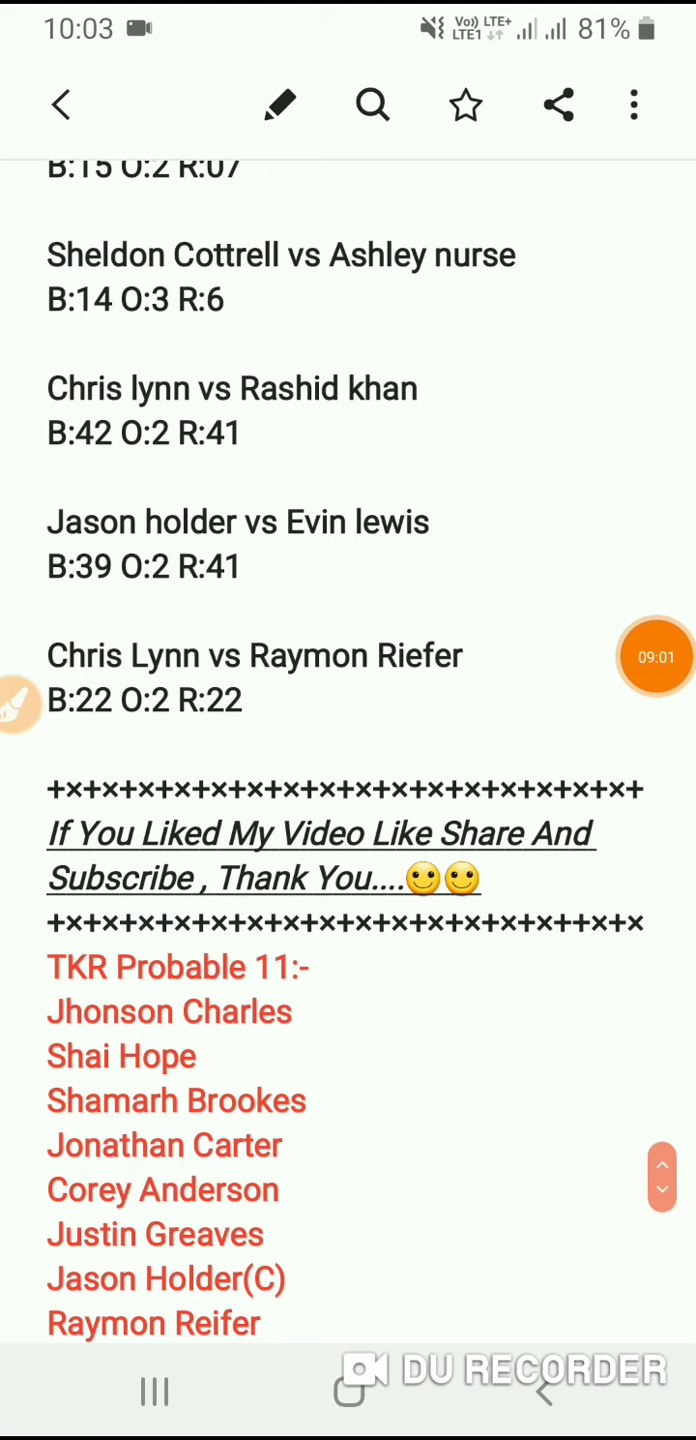 10:03
Vo)) LTE+
LTE1
81%
B:15 O:2 R:07
Sheldon Cottrell vs Ashley nurse
B:14 O:3 R:6
Chris lynn vs Rashid khan
B:42 O:2 R:41
Jason holder vs Evin lewis
B:39 O:2 R:41
09:01
Chris Lynn vs Raymon Riefer
B:22 O:2 R:22
+×+×+×+×+×+×+×+×+×+×+×+×+×+×+×+×+
If You Liked My Video Like Share And
Subscribe , Thank You....🙂🙂
+×+×+×+×+×+×+×+×+×+×+×+×+×+×++×+×
TKR Probable 11:-
Jhonson Charles
Shai Hope
Shamarh Brookes
Jonathan Carter
Corey Anderson
Justin Greaves
Jason Holder(C)
Raymon Reifer
DU RECORDER